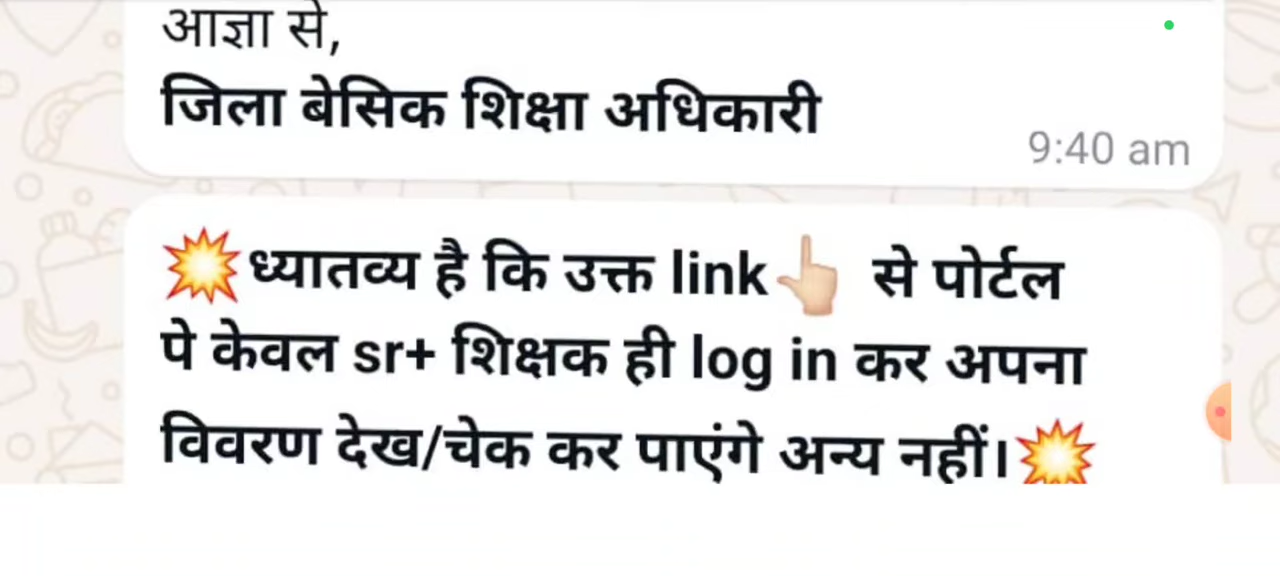 आज्ञा से,
जिला बेसिक शिक्षा अधिकारी
9:40 am
💥ध्यातव्य है कि उक्त link👆🏻 से पोर्टल
पे केवल sr+ शिक्षक ही log in कर अपना
विवरण देख/चेक कर पाएंगे अन्य नहीं।💥